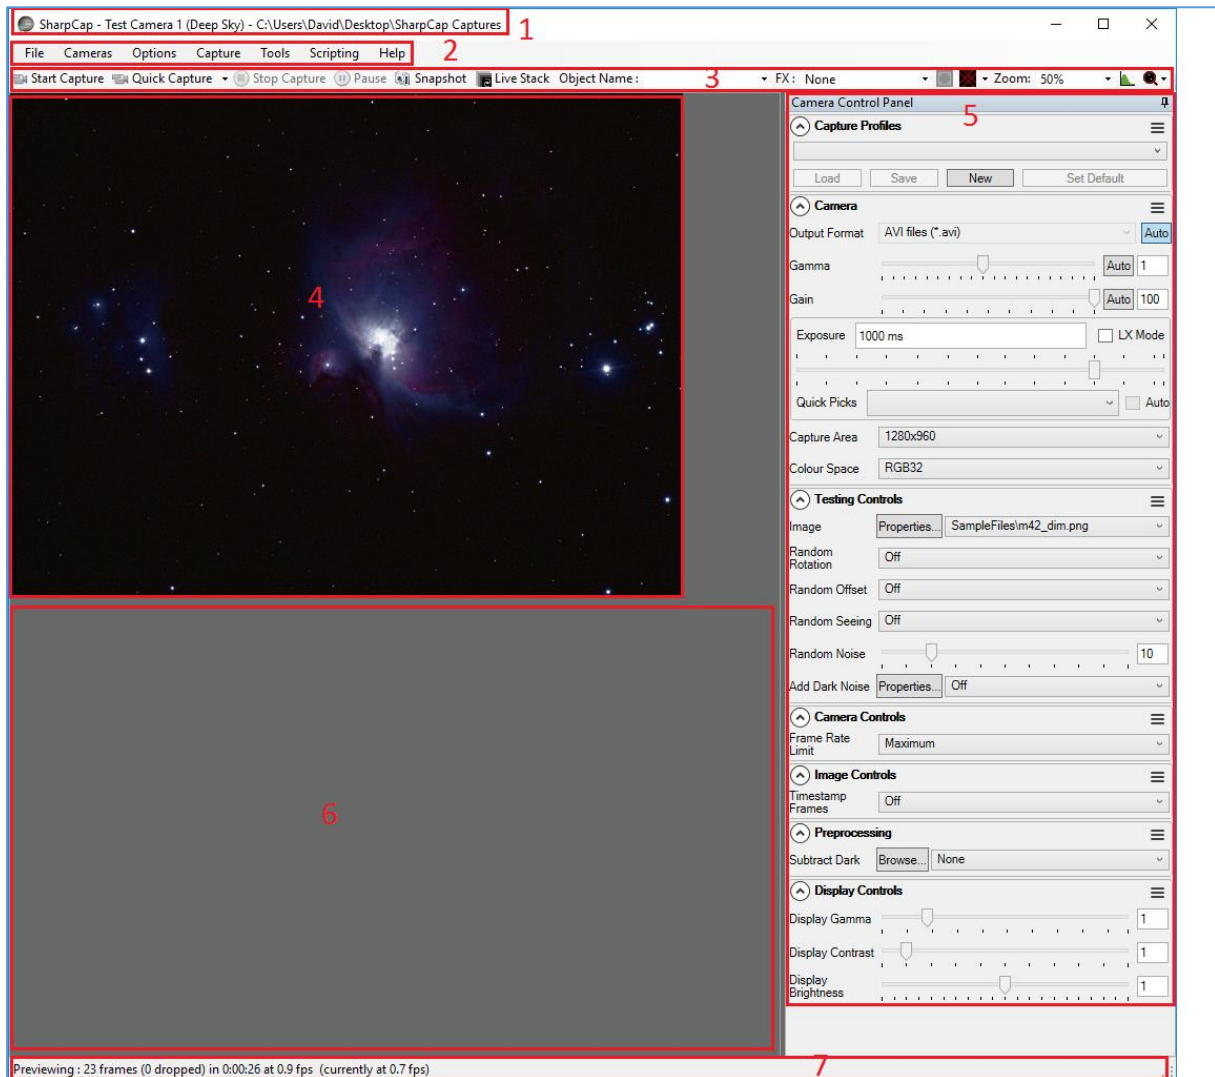 SharpCap - Test Camera 1 (Deep Sky) - C:\Users\David\Desktop\SharpCap Captures
1
File Cameras Options Capture Tools Scripting Help
2
Start Capture Quick Capture Stop Capture Pause Snapshot Live Stack Object Name : 3 FX : None Zoom: 50%
4
Camera Control Panel
5
Capture Profiles
Load Save New Set Default
Camera
Output Format AVI files (*.avi) Auto
Gamma Auto 1
Gain Auto 100
Exposure 1000 ms LX Mode
Quick Picks Auto
Capture Area 1280x960
Colour Space RGB32
Testing Controls
Image Properties... SampleFiles\m42_dim.png
Random
Rotation Off
Random Offset Off
Random Seeing Off
Random Noise 10
Add Dark Noise Properties... Off
Camera Controls
Frame Rate
Limit Maximum
Image Controls
Timestamp
Frames Off
Preprocessing
Subtract Dark Browse... None
Display Controls
Display Gamma 1
Display Contrast 1
Display
Brightness 1
6
Previewing : 23 frames (0 dropped) in 0:00:26 at 0.9 fps (currently at 0.7 fps)
7